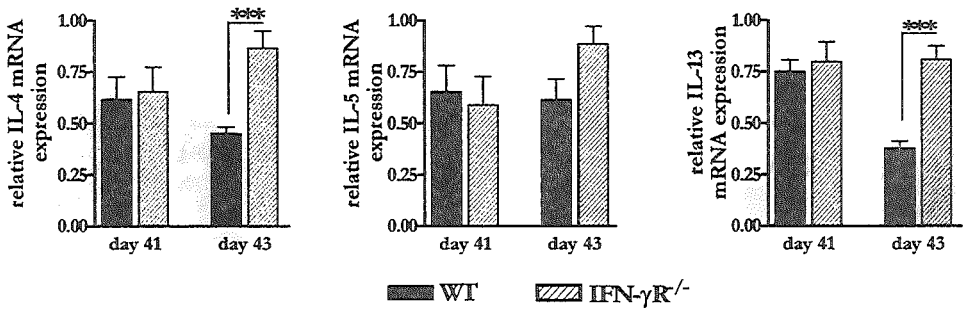 relative IL-4 mRNA
expression
1.00
0.75
0.50
0.25
0.00
***
day 41
day 43
relative IL-5 mRNA
expression
1.00
0.75
0.50
0.25
0.00
day 41
day 43
relative IL-13
mRNA expression
1.00
0.75
0.50
0.25
0.00
***
day 41
day 43
WT
IFN-γR-/-